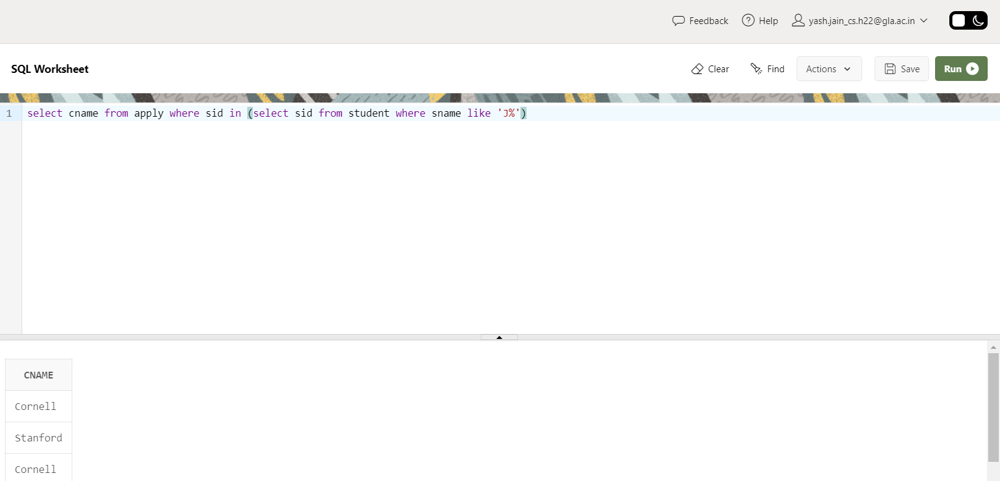 Feedback Help yash.jain_cs.h22@gla.ac.in
SQL Worksheet Clear Find Actions Save Run
1 select cname from apply where sid in (select sid from student where sname like 'J%')
CNAME
Cornell
Stanford
Cornell